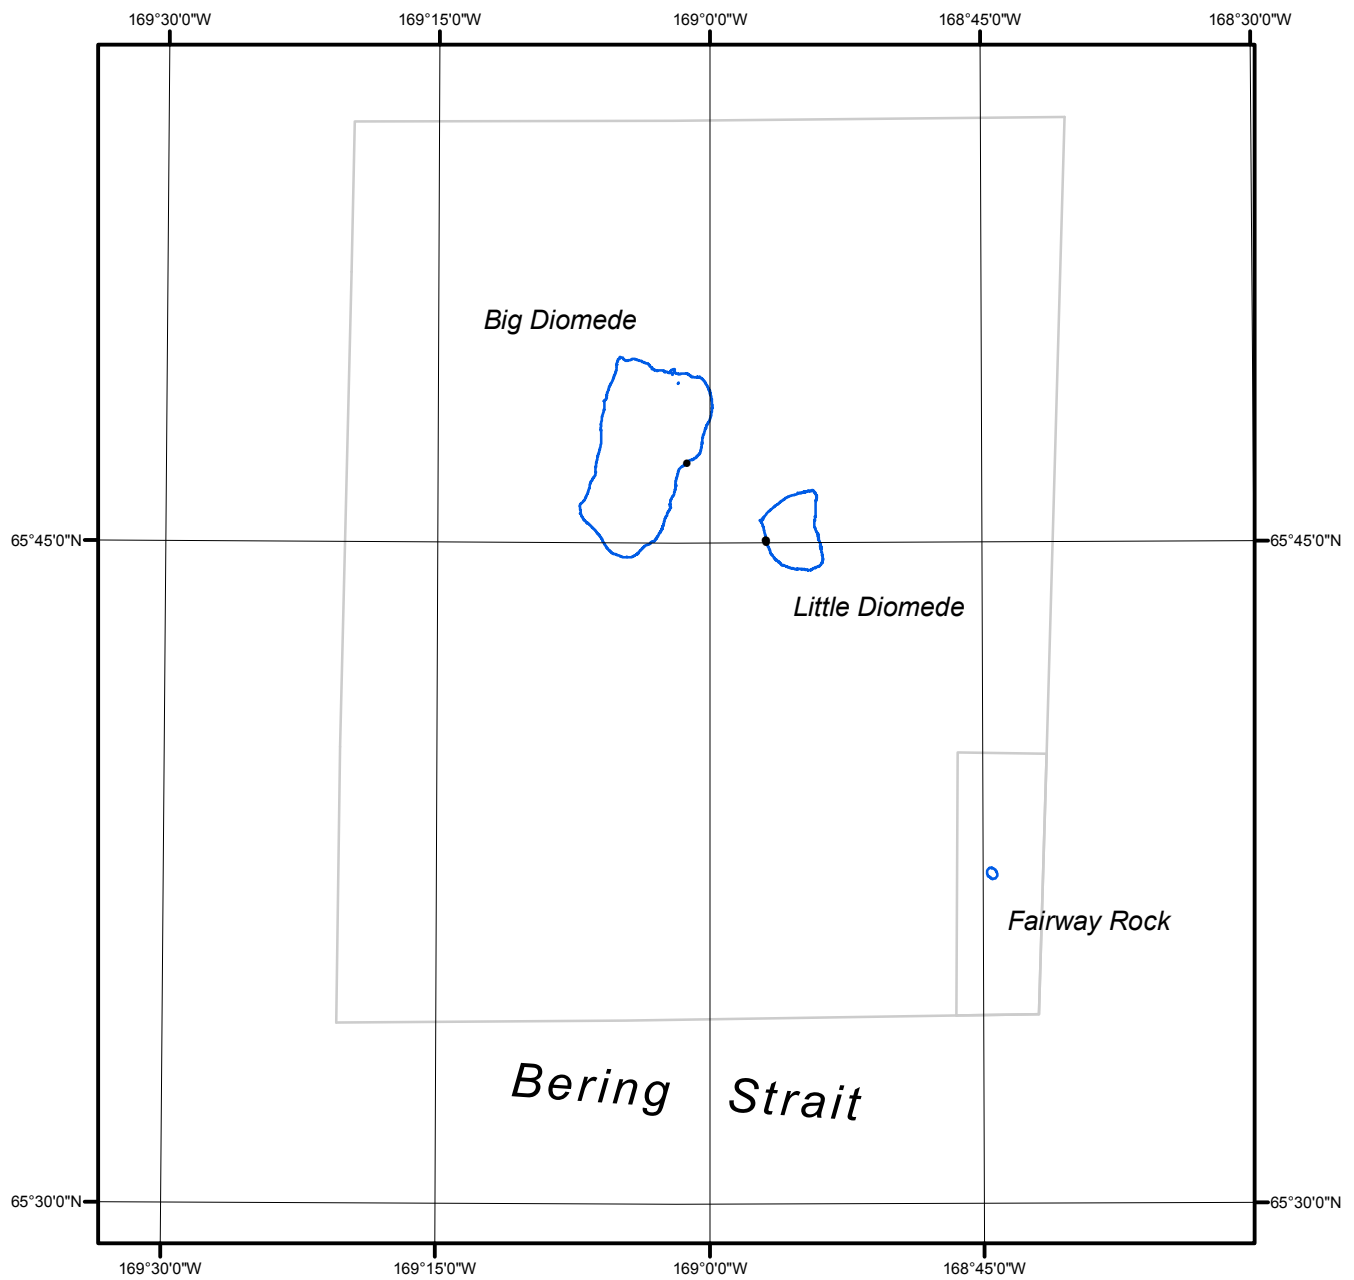 169°30'0"W 169°15'0"W 169°0'0"W 168°45'0"W 168°30'0"W
Big Diomede
65°45'0"N 65°45'0"N
Little Diomede
Fairway Rock
Bering Strait
65°30'0"N 65°30'0"N
169°30'0"W 169°15'0"W 169°0'0"W 168°45'0"W